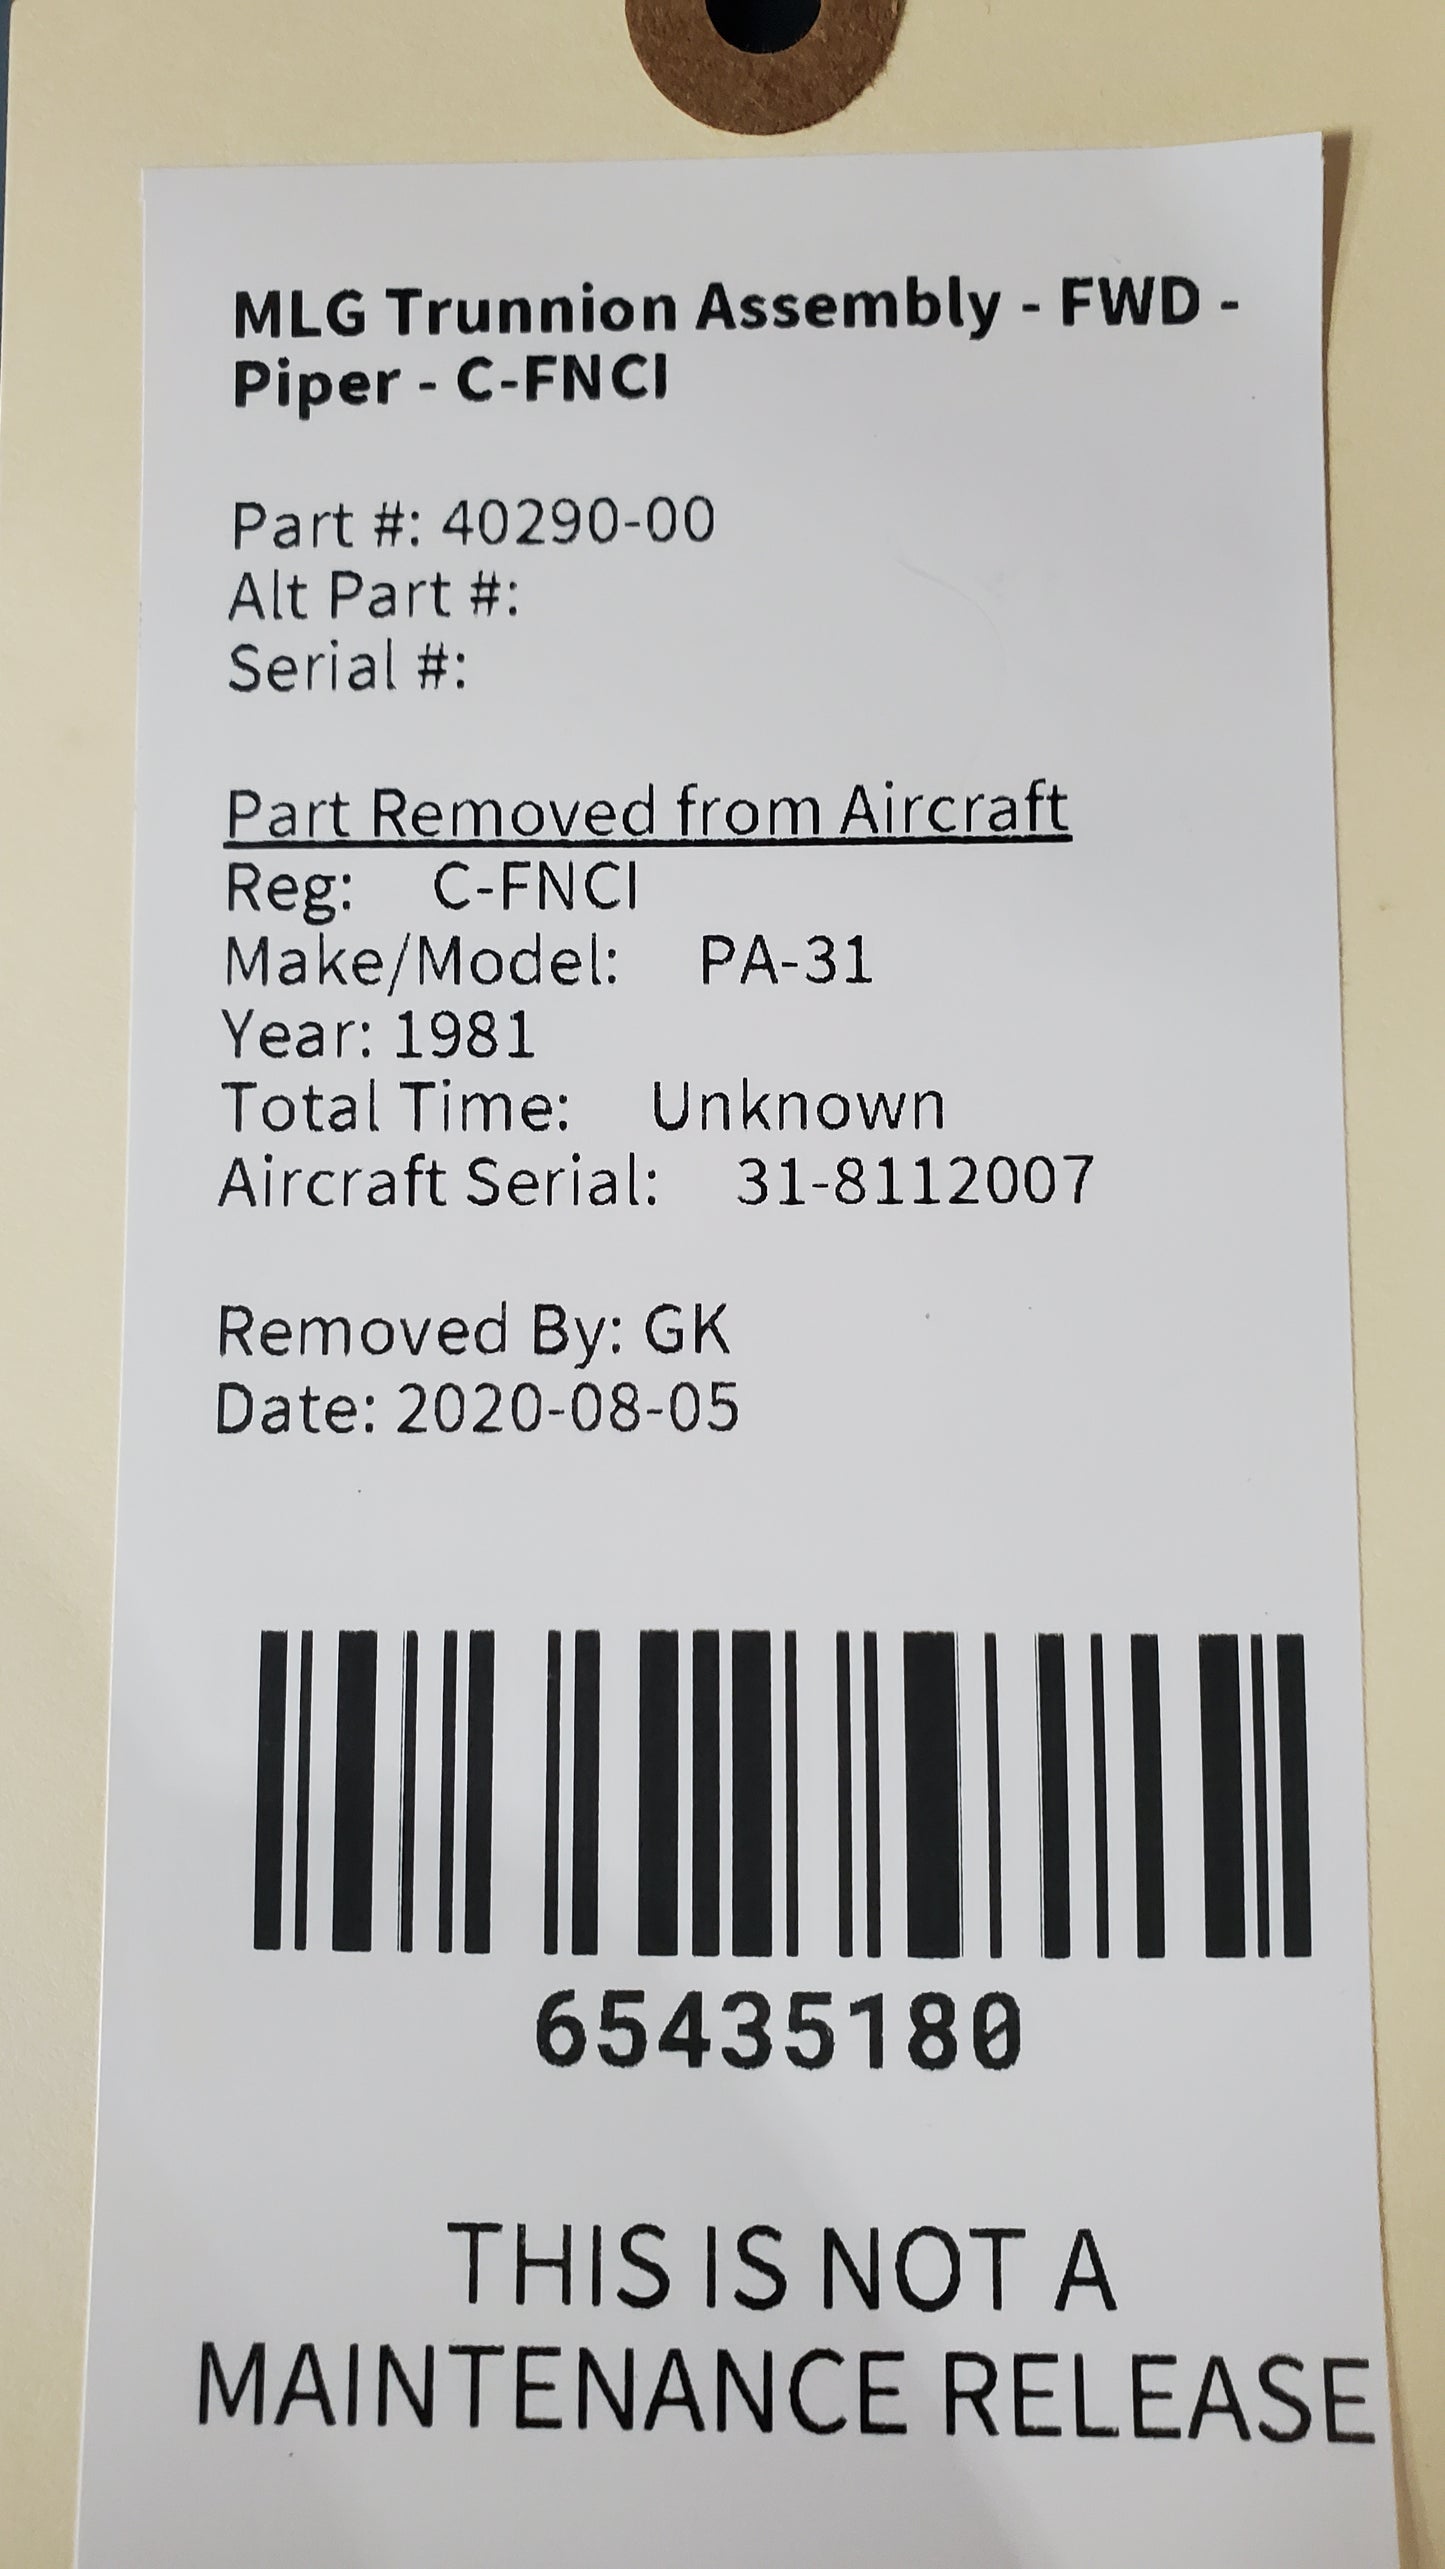 MLG Trunnion Assembly - FWD -
Piper - C-FNCI
Part #: 40290-00
Alt Part #:
Serial #:
Part Removed from Aircraft
Reg: C-FNCI
Make/Model: PA-31
Year: 1981
Total Time: Unknown
Aircraft Serial: 31-8112007
Removed By: GK
Date: 2020-08-05
65435180
THIS IS NOT A
MAINTENANCE RELEASE